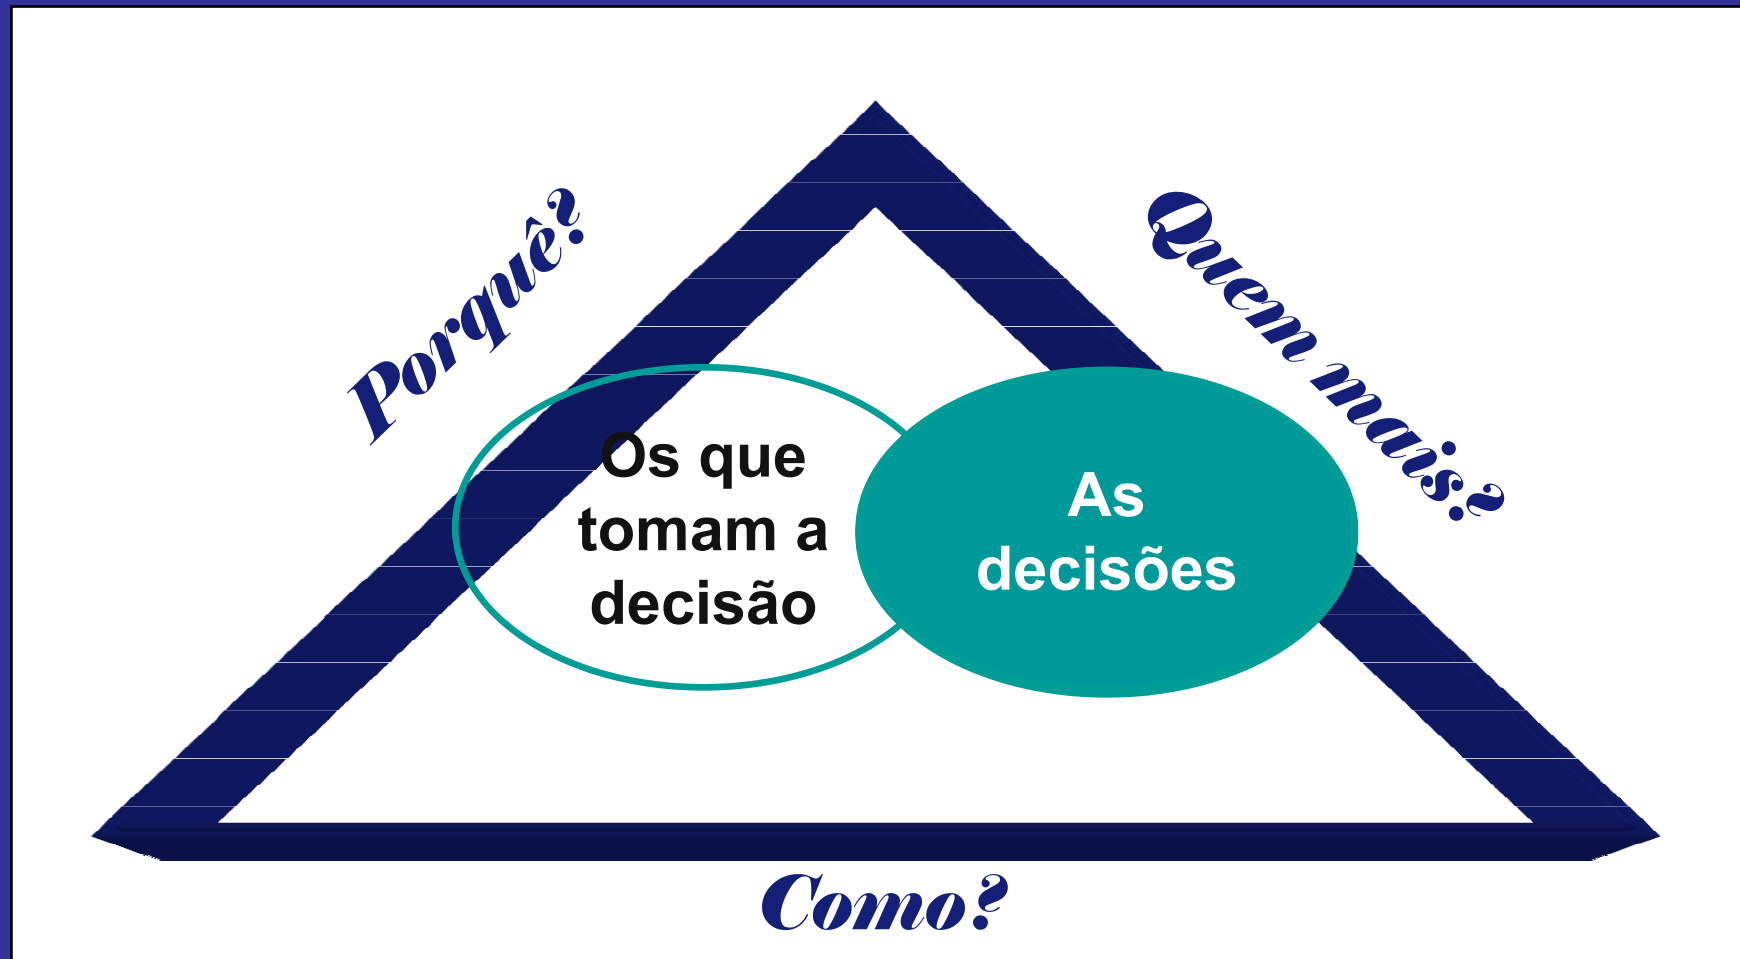 Porquê?
Quem mais?
Os que
tomam a
decisão
As
decisões
Como?